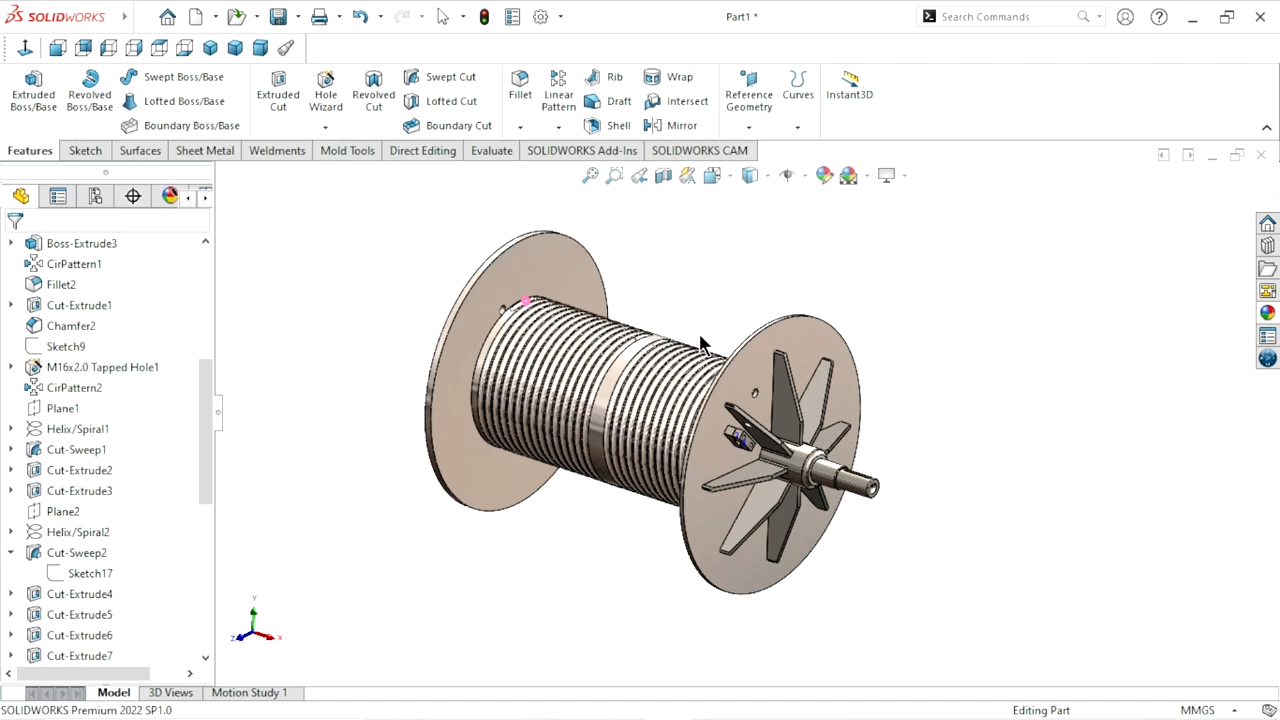 SOLIDWORKS
Part1 *
Search Commands
Extruded Boss/Base
Revolved Boss/Base
Swept Boss/Base
Lofted Boss/Base
Boundary Boss/Base
Extruded Cut
Hole Wizard
Revolved Cut
Swept Cut
Lofted Cut
Boundary Cut
Fillet
Linear Pattern
Rib
Draft
Shell
Wrap
Intersect
Mirror
Reference Geometry
Curves
Instant3D
Features Sketch Surfaces Sheet Metal Weldments Mold Tools Direct Editing Evaluate SOLIDWORKS Add-Ins SOLIDWORKS CAM
Boss-Extrude3
CirPattern1
Fillet2
Cut-Extrude1
Chamfer2
Sketch9
M16x2.0 Tapped Hole1
CirPattern2
Plane1
Helix/Spiral1
Cut-Sweep1
Cut-Extrude2
Cut-Extrude3
Plane2
Helix/Spiral2
Cut-Sweep2
Sketch17
Cut-Extrude4
Cut-Extrude5
Cut-Extrude6
Cut-Extrude7
Y
Z
X
Model 3D Views Motion Study 1
SOLIDWORKS Premium 2022 SP1.0 Editing Part MMGS